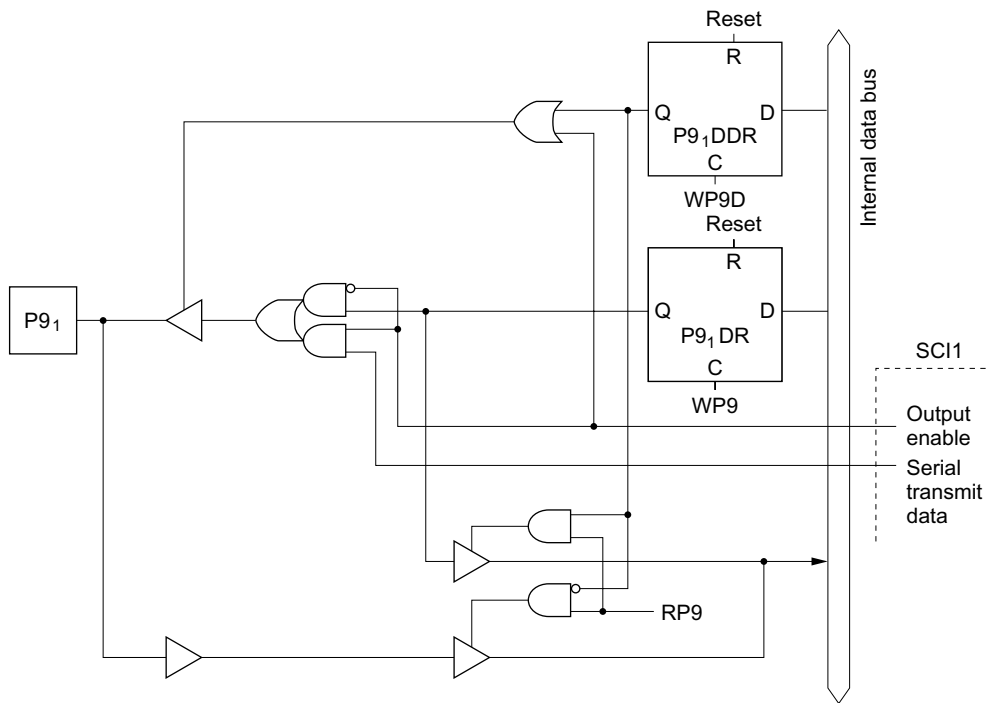 Reset
R
Q
D
P9₁DDR
C
WP9D
Internal data bus
Reset
R
Q
D
P9₁DR
C
WP9
P9₁
SCI1
Output
enable
Serial
transmit
data
RP9